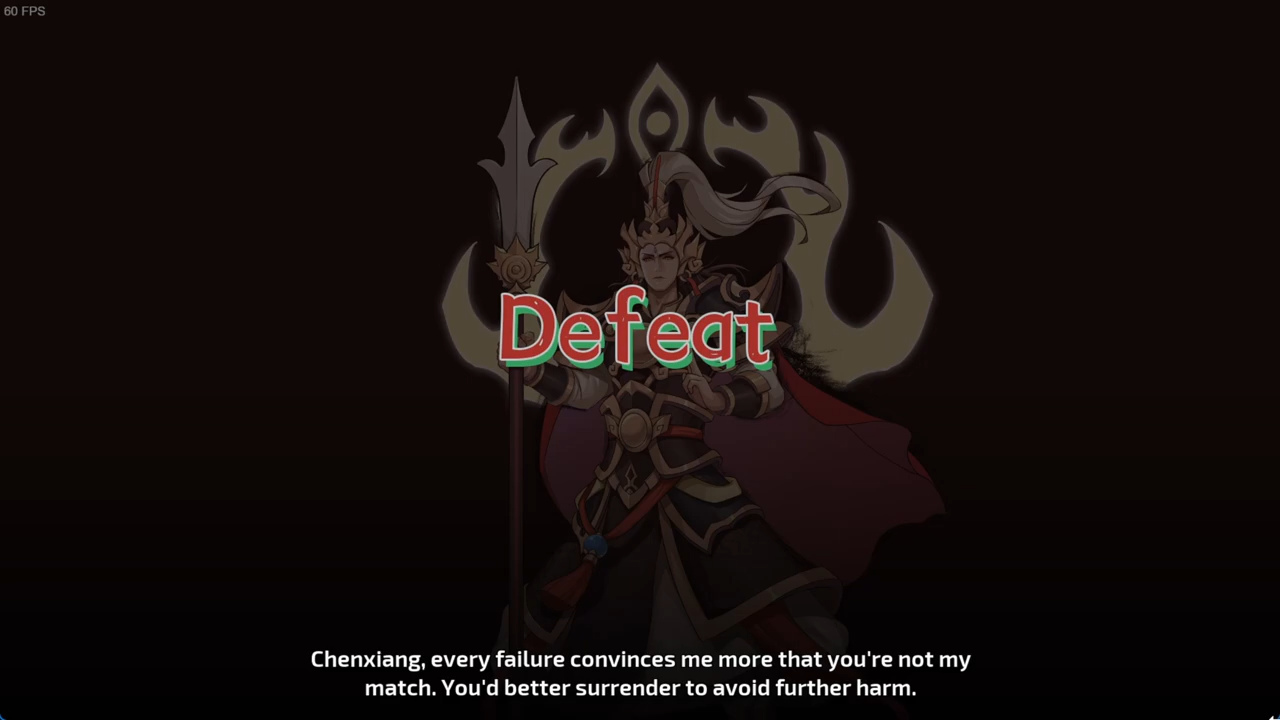 60 FPS
Defeat
Chenxiang, every failure convinces me more that you're not my
match. You'd better surrender to avoid further harm.